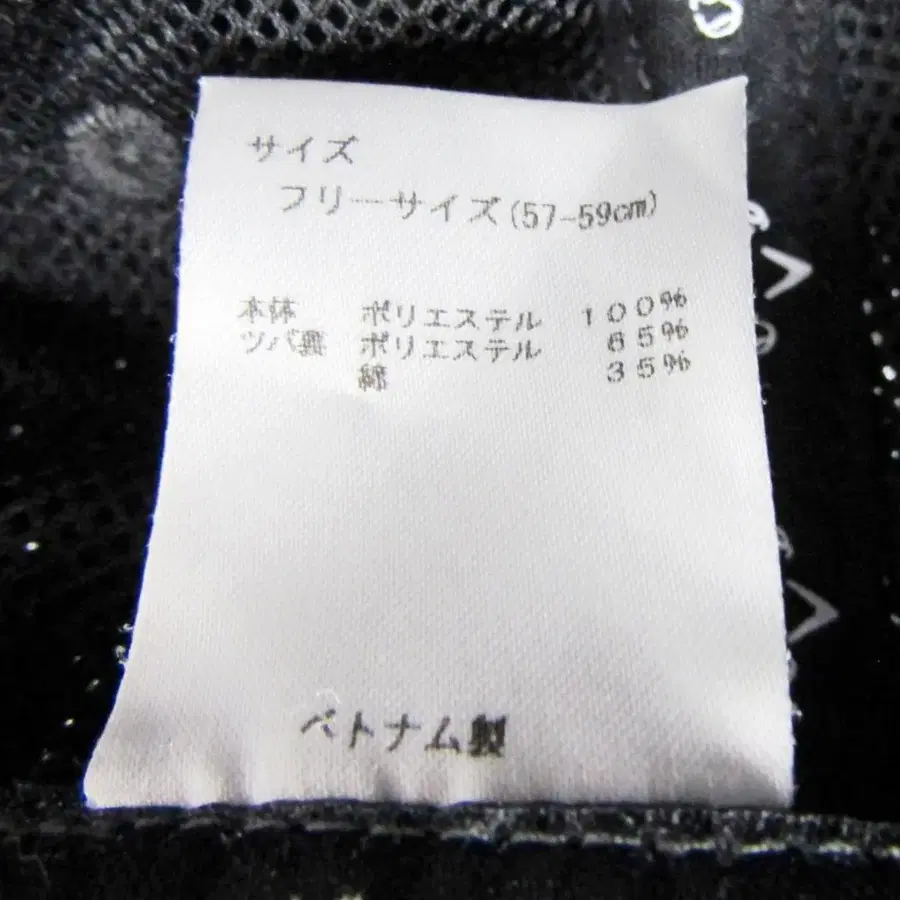 サイズ
フリーサイズ(57-59cm)
本体 ポリエステル 100%
ツバ裏 ポリエステル 65%
綿 35%
ベトナム製